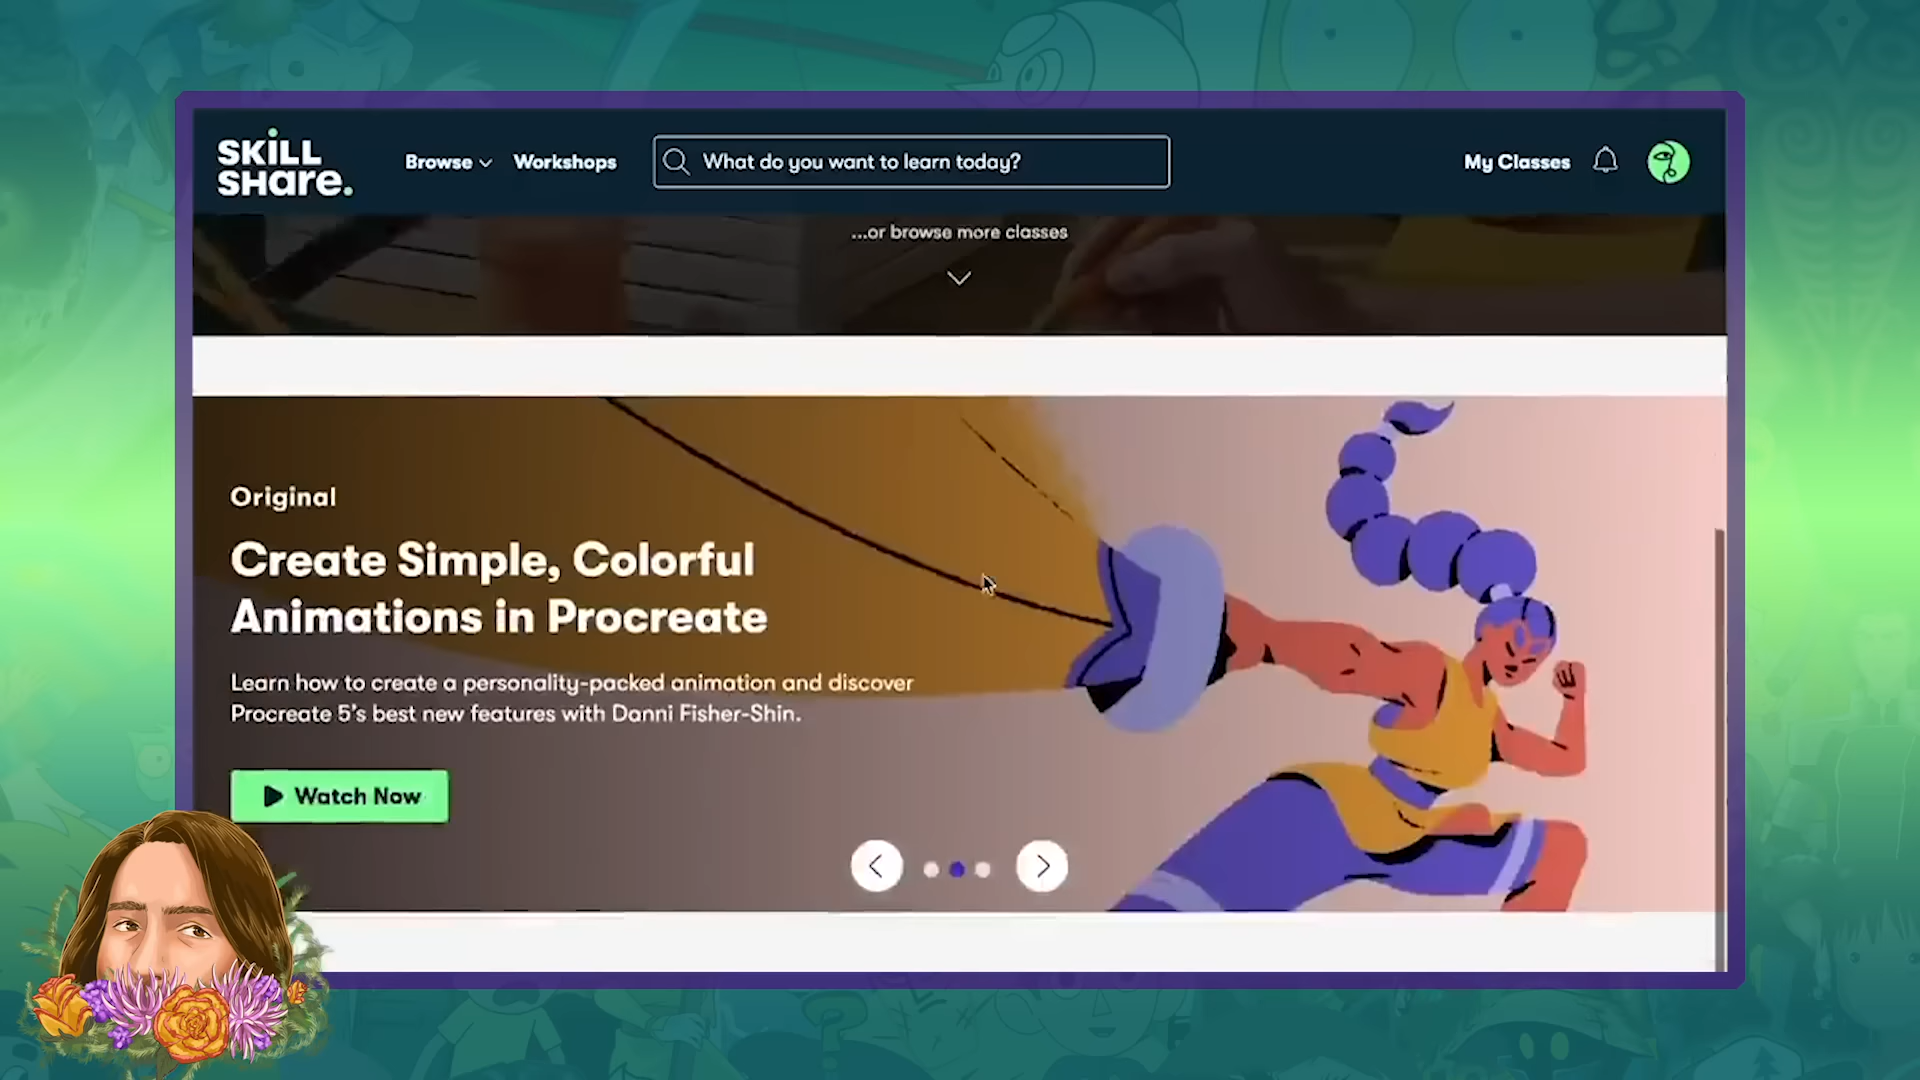 SKILL
SHare.
Browse
Workshops
What do you want to learn today?
My Classes
...or browse more classes
Original
Create Simple, Colorful
Animations in Procreate
Learn how to create a personality-packed animation and discover
Procreate 5's best new features with Danni Fisher-Shin.
Watch Now